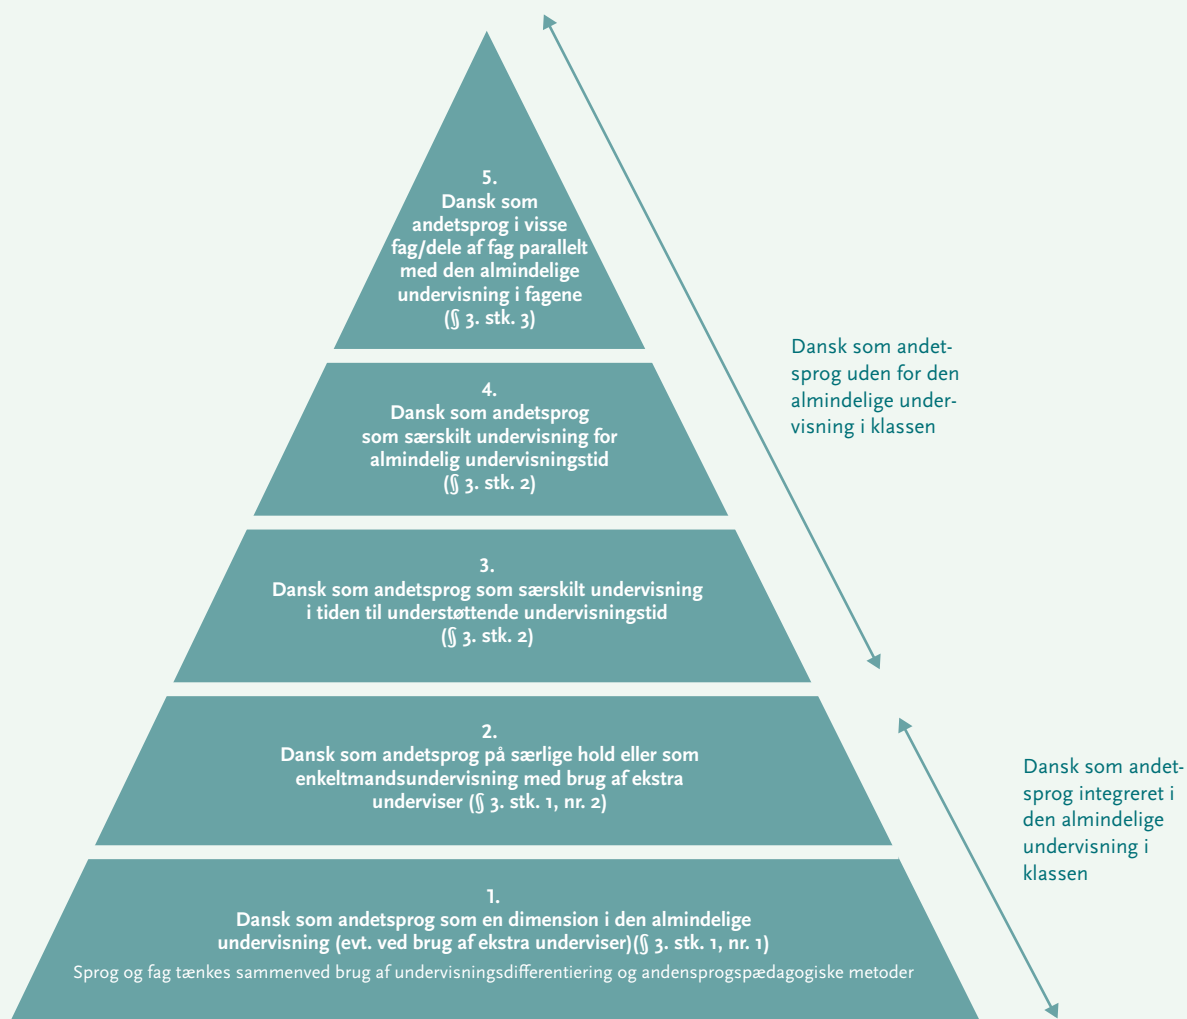 5.
Dansk som
andetsprog i visse
fag/dele af fag parallelt
med den almindelige
undervisning i fagene
(§ 3. stk. 3)
4.
Dansk som andetsprog
som særskilt undervisning for
almindelig undervisningstid
(§ 3. stk. 2)
3.
Dansk som andetsprog som særskilt undervisning
i tiden til understøttende undervisningstid
(§ 3. stk. 2)
2.
Dansk som andetsprog på særlige hold eller som
enkeltmandsundervisning med brug af ekstra
underviser (§ 3. stk. 1, nr. 2)
1.
Dansk som andetsprog som en dimension i den almindelige
undervisning (evt. ved brug af ekstra underviser)(§ 3. stk. 1, nr. 1)
Sprog og fag tænkes sammenved brug af undervisningsdifferentiering og andensprogspædagogiske metoder
Dansk som andet-
sprog uden for den
almindelige under-
visning i klassen
Dansk som andet-
sprog integreret i
den almindelige
undervisning i
klassen